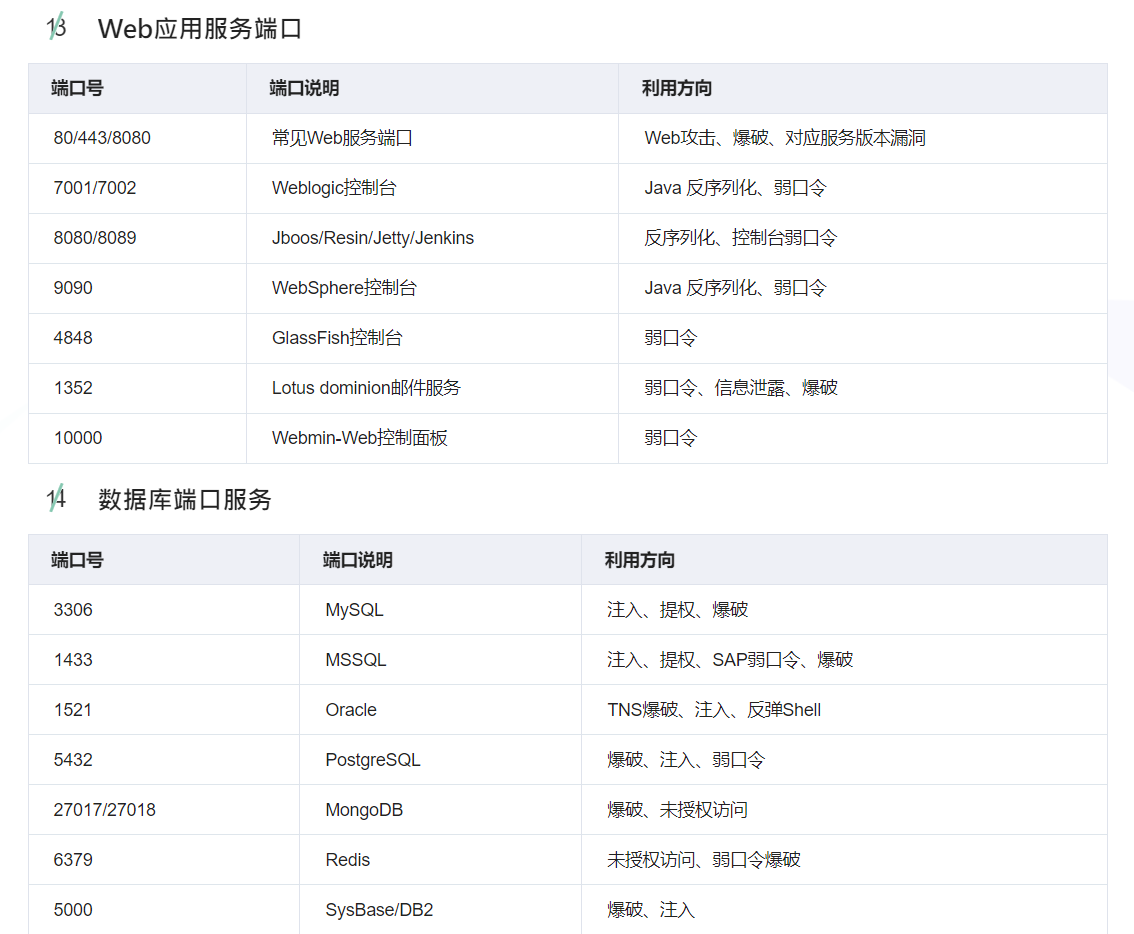 13 Web应用服务端口
端口号 端口说明 利用方向
80/443/8080 常见Web服务端口 Web攻击、爆破、对应服务版本漏洞
7001/7002 Weblogic控制台 Java 反序列化、弱口令
8080/8089 Jboos/Resin/Jetty/Jenkins 反序列化、控制台弱口令
9090 WebSphere控制台 Java 反序列化、弱口令
4848 GlassFish控制台 弱口令
1352 Lotus dominion邮件服务 弱口令、信息泄露、爆破
10000 Webmin-Web控制面板 弱口令
14 数据库端口服务
端口号 端口说明 利用方向
3306 MySQL 注入、提权、爆破
1433 MSSQL 注入、提权、SAP弱口令、爆破
1521 Oracle TNS爆破、注入、反弹Shell
5432 PostgreSQL 爆破、注入、弱口令
27017/27018 MongoDB 爆破、未授权访问
6379 Redis 未授权访问、弱口令爆破
5000 SysBase/DB2 爆破、注入